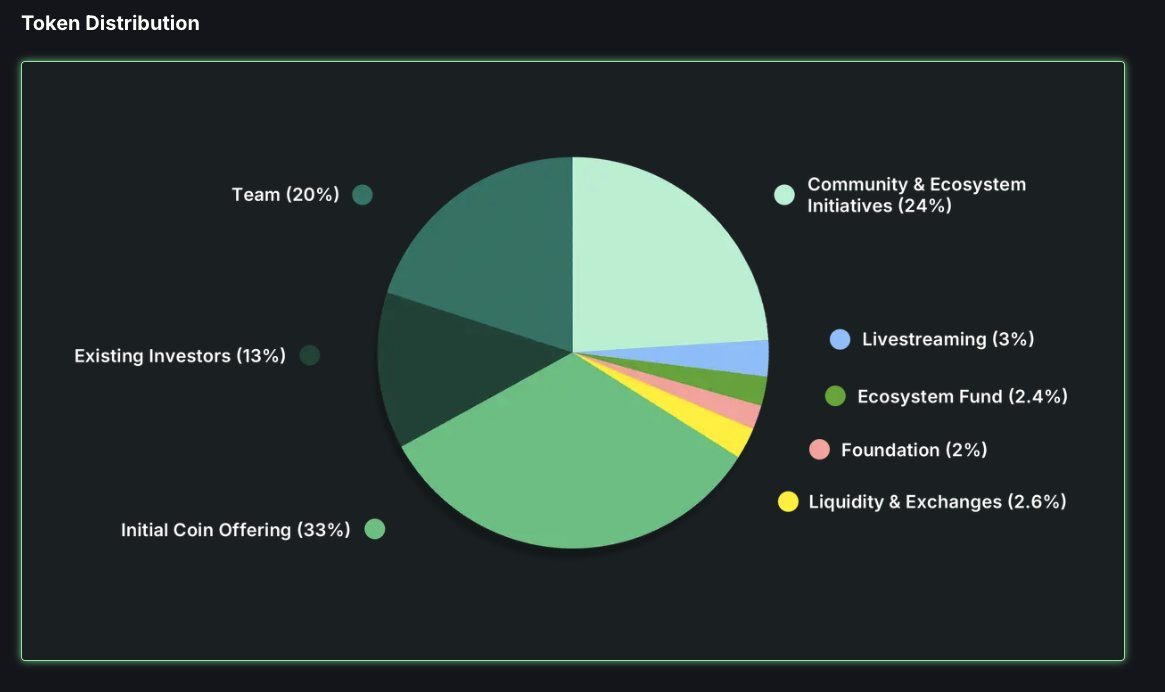 Token Distribution
Team (20%)
Community & Ecosystem
Initiatives (24%)
Existing Investors (13%)
Livestreaming (3%)
Ecosystem Fund (2.4%)
Foundation (2%)
Liquidity & Exchanges (2.6%)
Initial Coin Offering (33%)